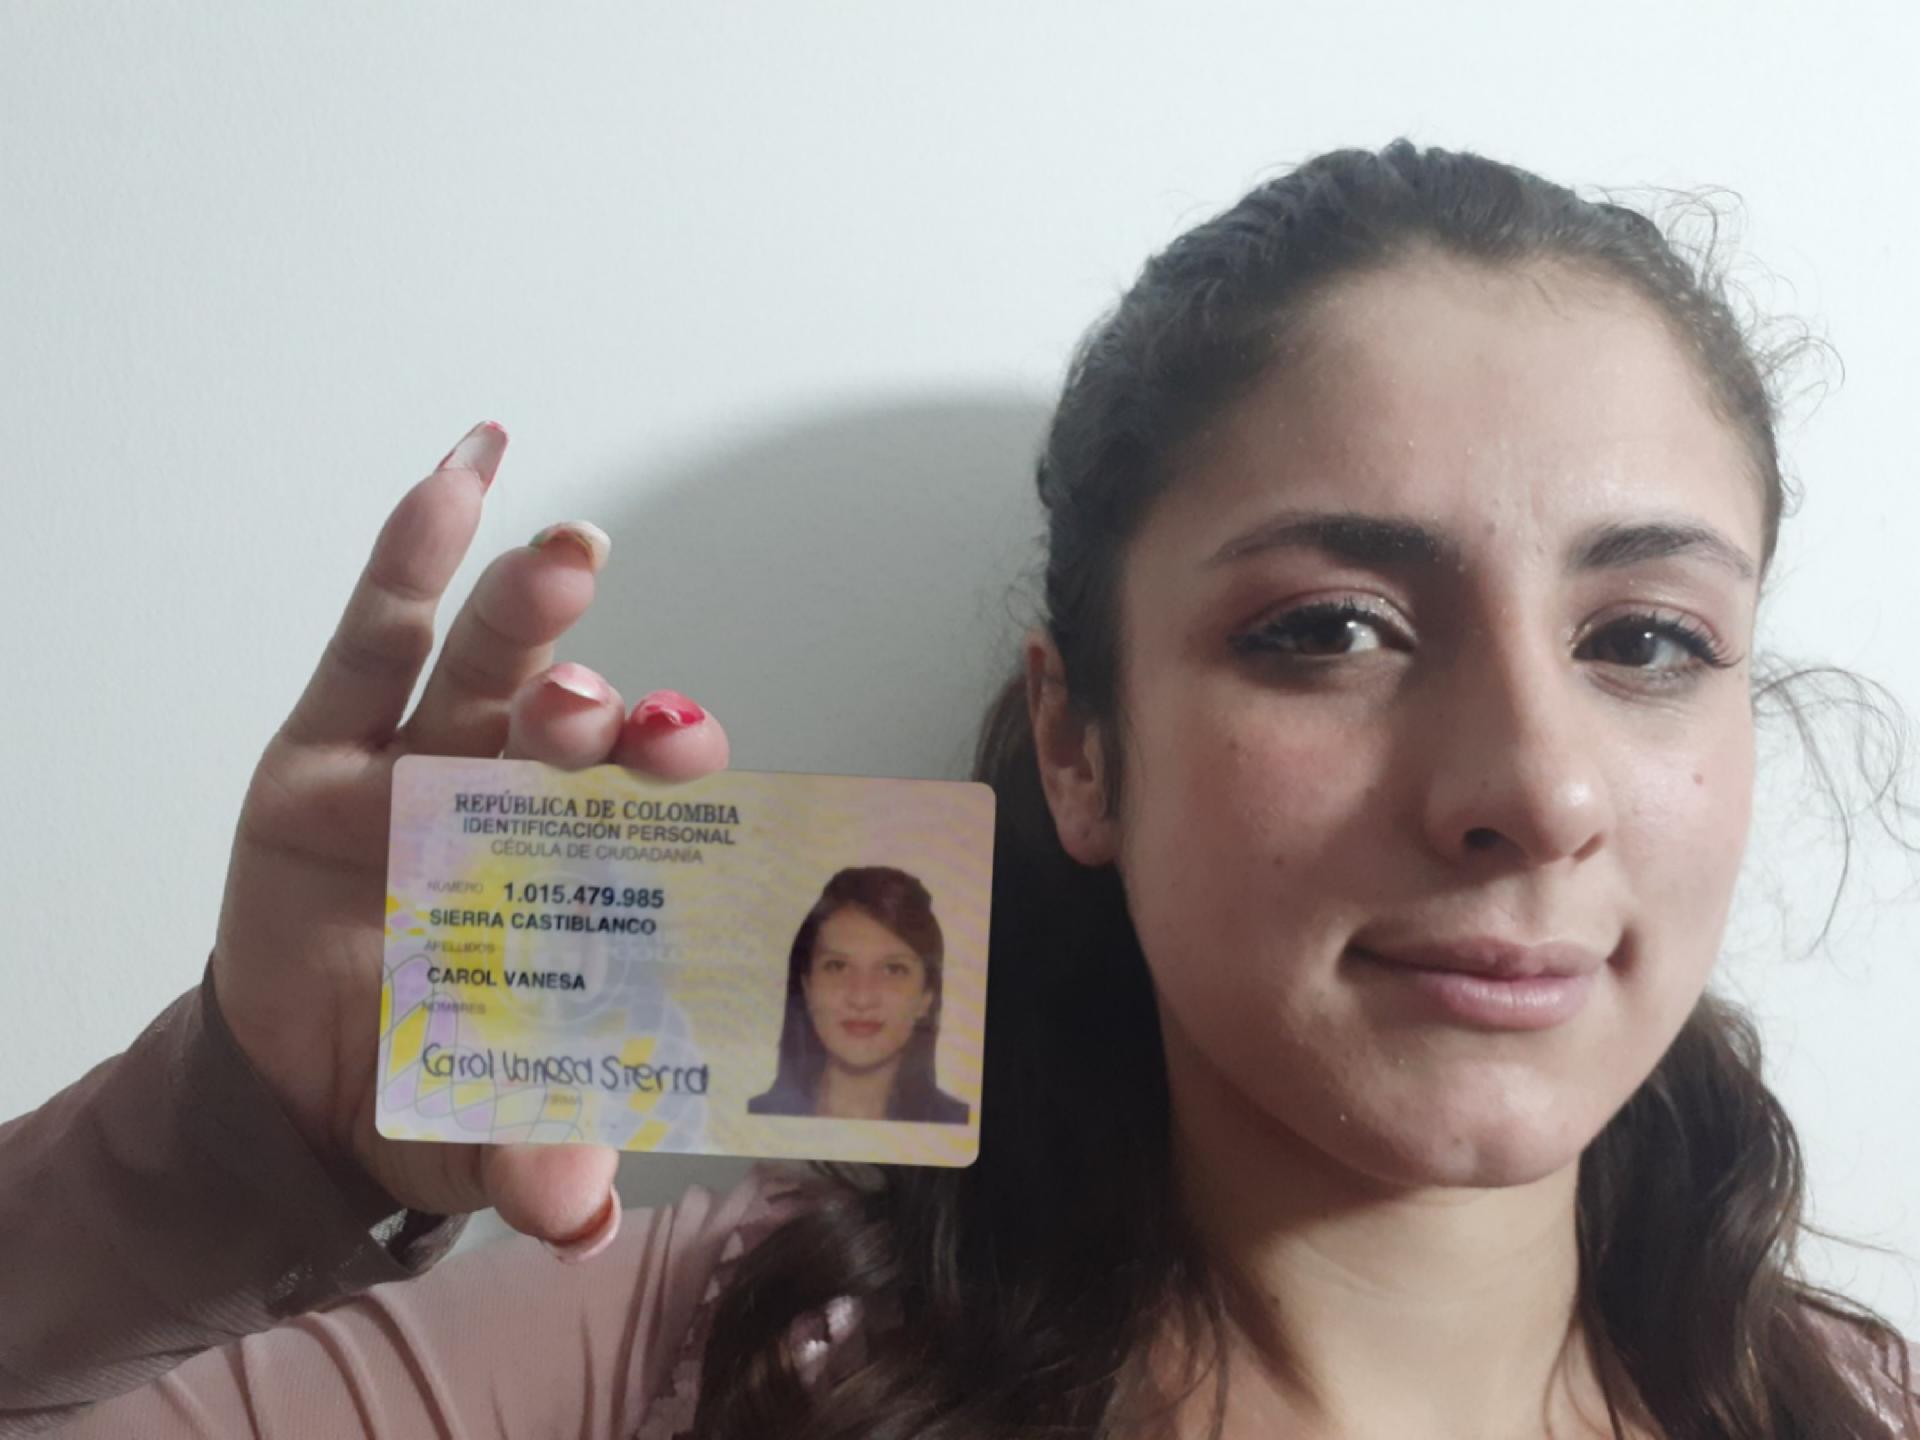 REPÚBLICA DE COLOMBIA
IDENTIFICACIÓN PERSONAL
CÉDULA DE CIUDADANÍA
NÚMERO 1.015.479.985
SIERRA CASTIBLANCO
APELLIDOS
CAROL VANESA
NOMBRES
Carol Vanesa Sierra
FIRMA